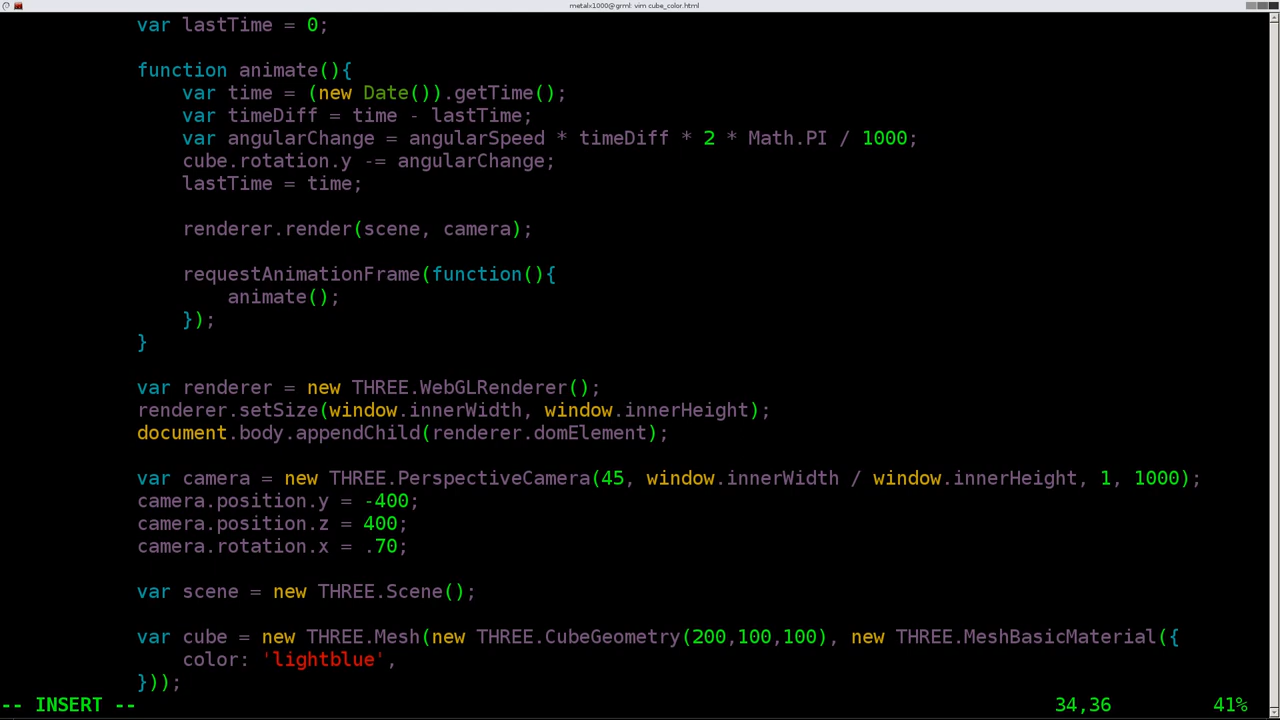 metalx1000@grml: vim cube_color.html
var lastTime = 0;
function animate(){
var time = (new Date()).getTime();
var timeDiff = time - lastTime;
var angularChange = angularSpeed * timeDiff * 2 * Math.PI / 1000;
cube.rotation.y -= angularChange;
lastTime = time;
renderer.render(scene, camera);
requestAnimationFrame(function(){
animate();
});
}
var renderer = new THREE.WebGLRenderer();
renderer.setSize(window.innerWidth, window.innerHeight);
document.body.appendChild(renderer.domElement);
var camera = new THREE.PerspectiveCamera(45, window.innerWidth / window.innerHeight, 1, 1000);
camera.position.y = -400;
camera.position.z = 400;
camera.rotation.x = .70;
var scene = new THREE.Scene();
var cube = new THREE.Mesh(new THREE.CubeGeometry(200,100,100), new THREE.MeshBasicMaterial({
color: 'lightblue',
}));
-- INSERT -- 34,36 41%